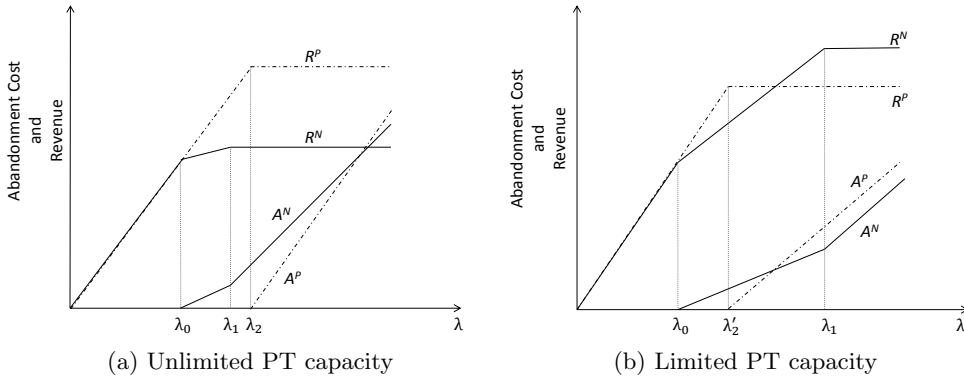 Abandonment Cost
and
Revenue
R^P
R^N
A^N
A^P
λ₀
λ₁
λ₂
λ
(a) Unlimited PT capacity
Abandonment Cost
and
Revenue
R^N
R^P
A^P
A^N
λ₀
λ′₂
λ₁
λ
(b) Limited PT capacity